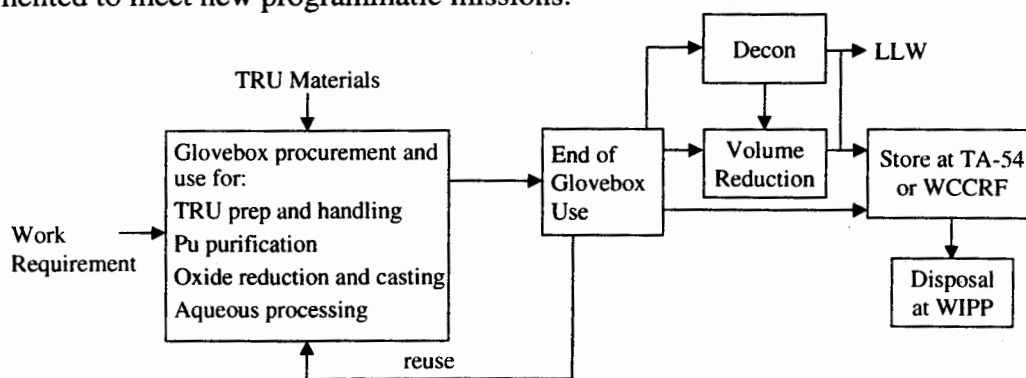 mented to meet new programmatic missions.
Decon
LLW
TRU Materials
Glovebox procurement and
use for:
TRU prep and handling
Pu purification
Oxide reduction and casting
Aqueous processing
Work
Requirement
End of
Glovebox
Use
Volume
Reduction
Store at TA-54
or WCCRF
Disposal
at WIPP
reuse